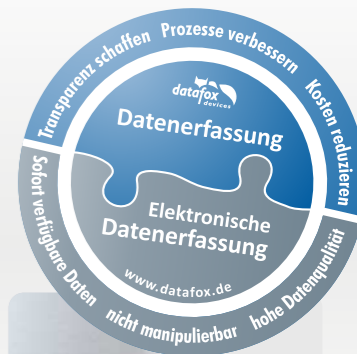 Transparenz schaffen
Prozesse verbessern
Kosten reduzieren
datafox
devices
Datenerfassung
Elektronische
Datenerfassung
www.datafox.de
Sofort verfügbare Daten
nicht manipulierbar
hohe Datenqualität